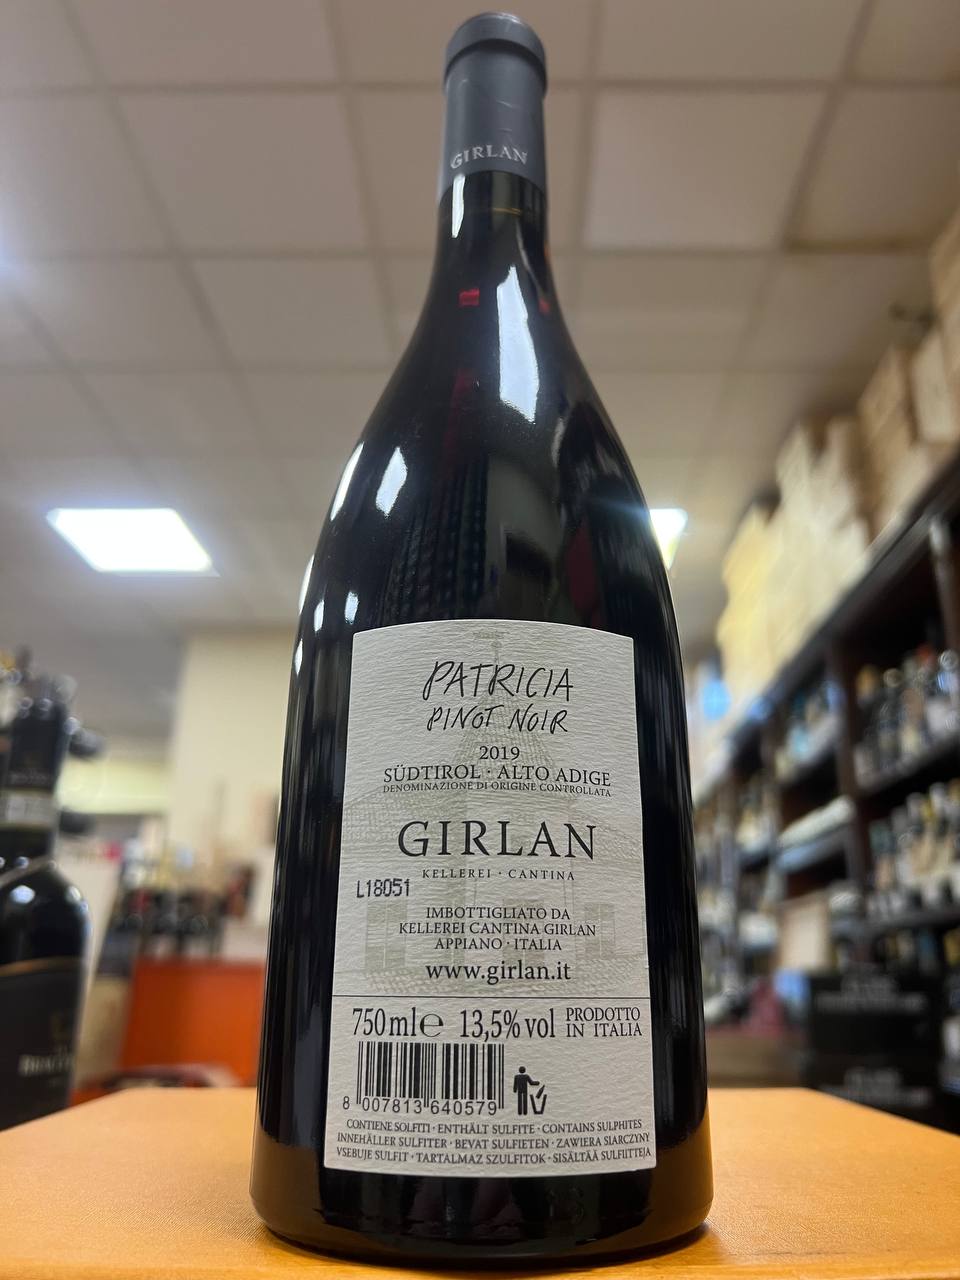 GIRLAN
PATRICIA
PINOT NOIR
2019
SÜDTIROL · ALTO ADIGE
DENOMINAZIONE DI ORIGINE CONTROLLATA
GIRLAN
KELLEREI · CANTINA
L18051
IMBOTTIGLIATO DA
KELLEREI CANTINA GIRLAN
APPIANO · ITALIA
www.girlan.it
750 ml e 13,5% vol PRODOTTO
IN ITALIA
8 007813 640579
CONTIENE SOLFITI · ENTHÄLT SULFITE · CONTAINS SULPHITES
INNEHÅLLER SULFITER · BEVAT SULFIETEN · ZAWIERA SIARCZYNY
VSEBUJE SULFIT · TARTALMAZ SZULFITOK · SISÄLTÄÄ SULFIITTEJA